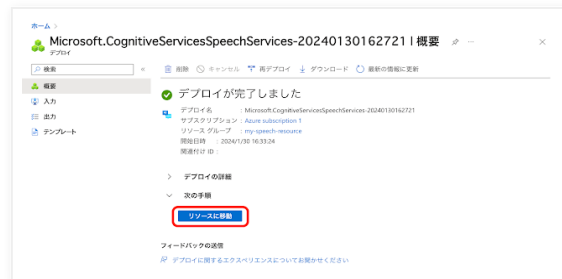 ホーム >
Microsoft.CognitiveServicesSpeechServices-20240130162721 | 概要
デプロイ
検索
削除 キャンセル 再デプロイ ダウンロード 最新の情報に更新
概要
入力
出力
テンプレート
デプロイが完了しました
デプロイ名 : Microsoft.CognitiveServicesSpeechServices-20240130162721
サブスクリプション : Azure subscription 1
リソース グループ : my-speech-resource
開始日時 : 2024/1/30 16:33:24
関連付け ID :
デプロイの詳細
次の手順
リソースに移動
フィードバックの送信
デプロイに関するエクスペリエンスについてお聞かせください